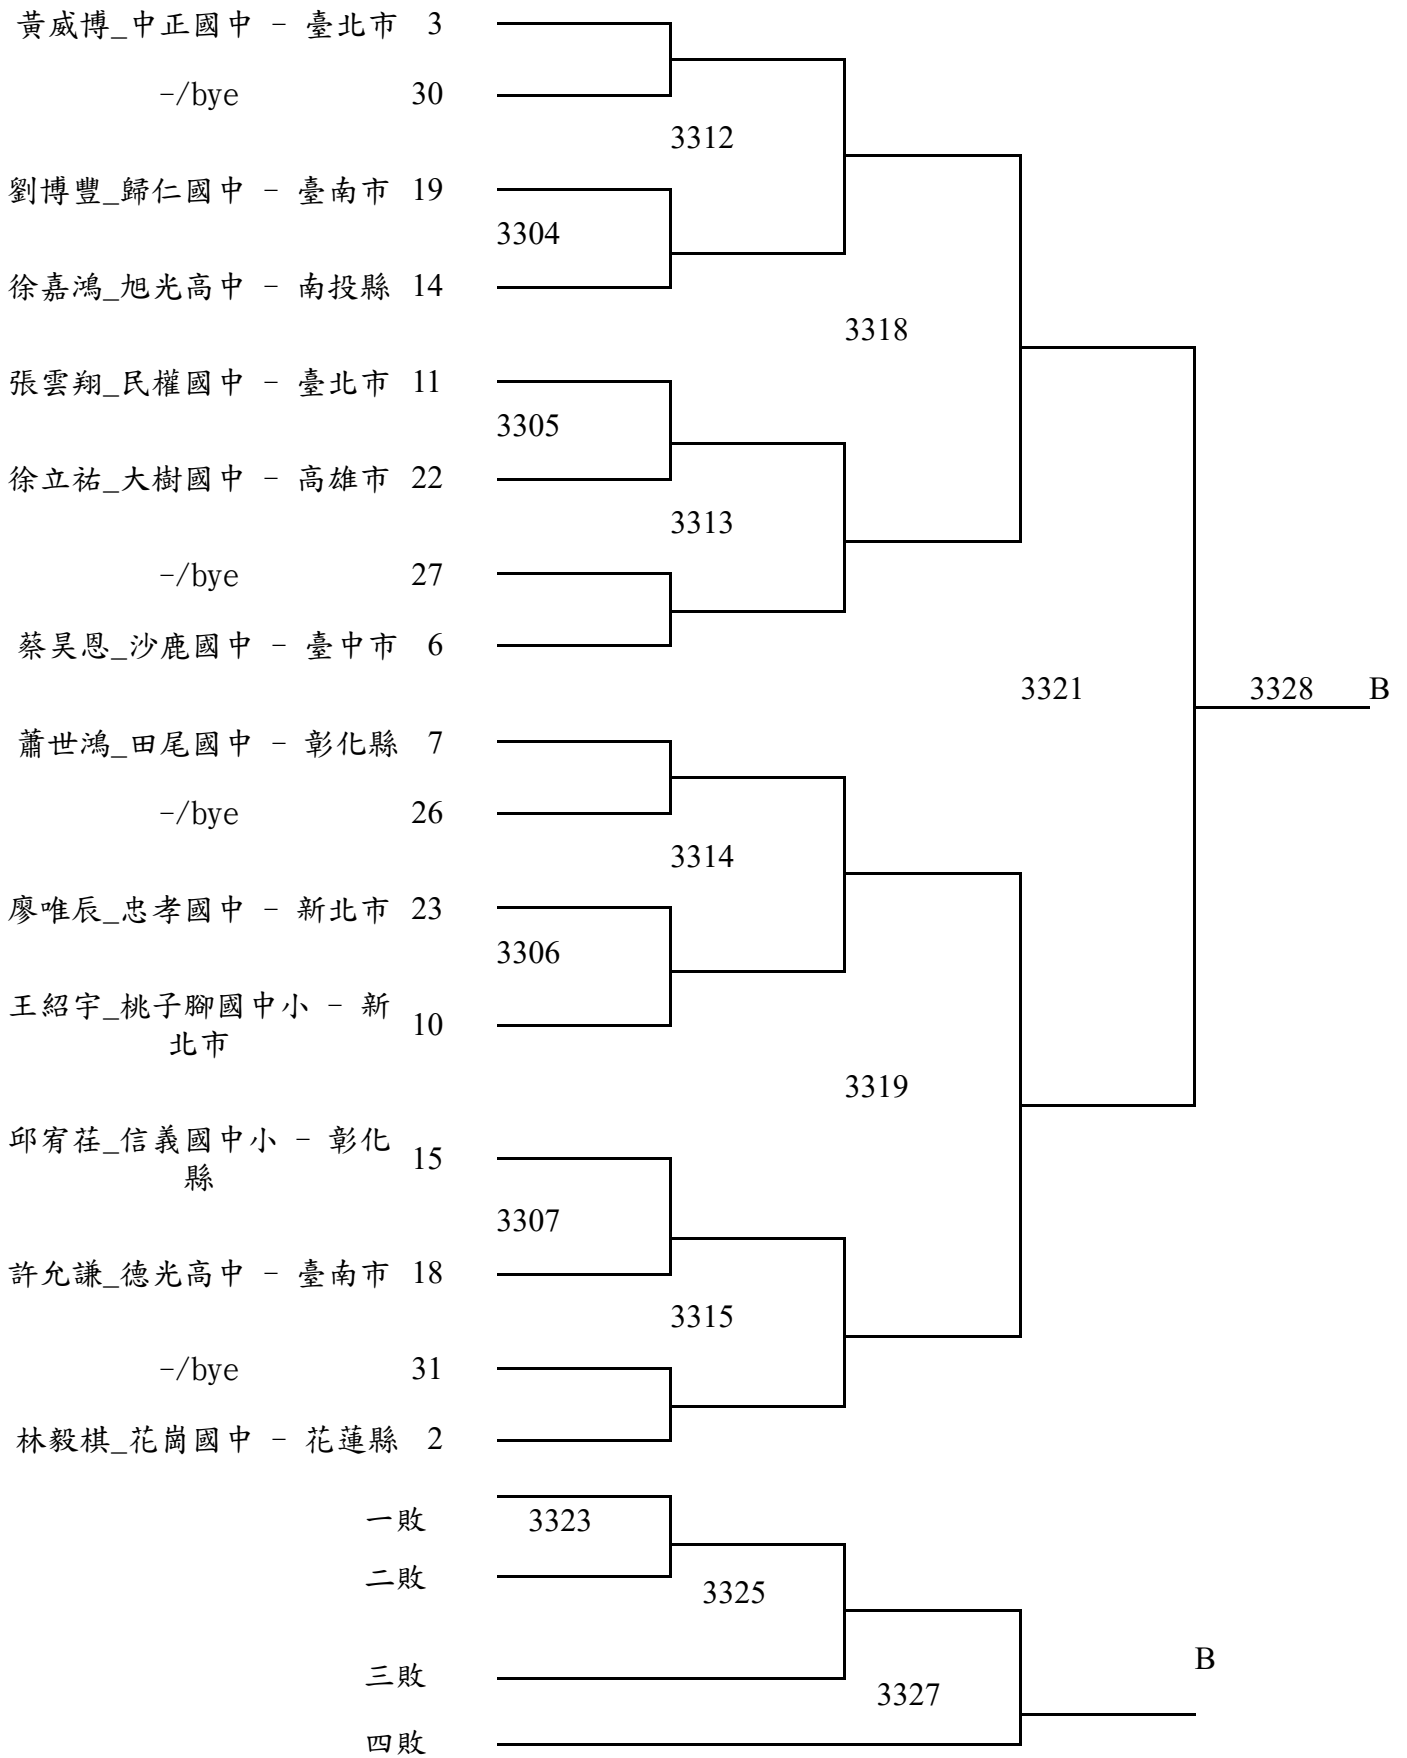 黃威博_中正國中 - 臺北市 3
-/bye 30
3312
劉博豐_歸仁國中 - 臺南市 19
3304
徐嘉鴻_旭光高中 - 南投縣 14
3318
張雲翔_民權國中 - 臺北市 11
3305
徐立祐_大樹國中 - 高雄市 22
3313
-/bye 27
蔡昊恩_沙鹿國中 - 臺中市 6
3321 3328 B
蕭世鴻_田尾國中 - 彰化縣 7
-/bye 26
3314
廖唯辰_忠孝國中 - 新北市 23
3306
王紹宇_桃子腳國中小 - 新
北市
10
3319
邱宥荏_信義國中小 - 彰化
縣
15
3307
許允謙_德光高中 - 臺南市 18
3315
-/bye 31
林毅棋_花崗國中 - 花蓮縣 2
一敗 3323
二敗
3325
三敗
B
3327
四敗